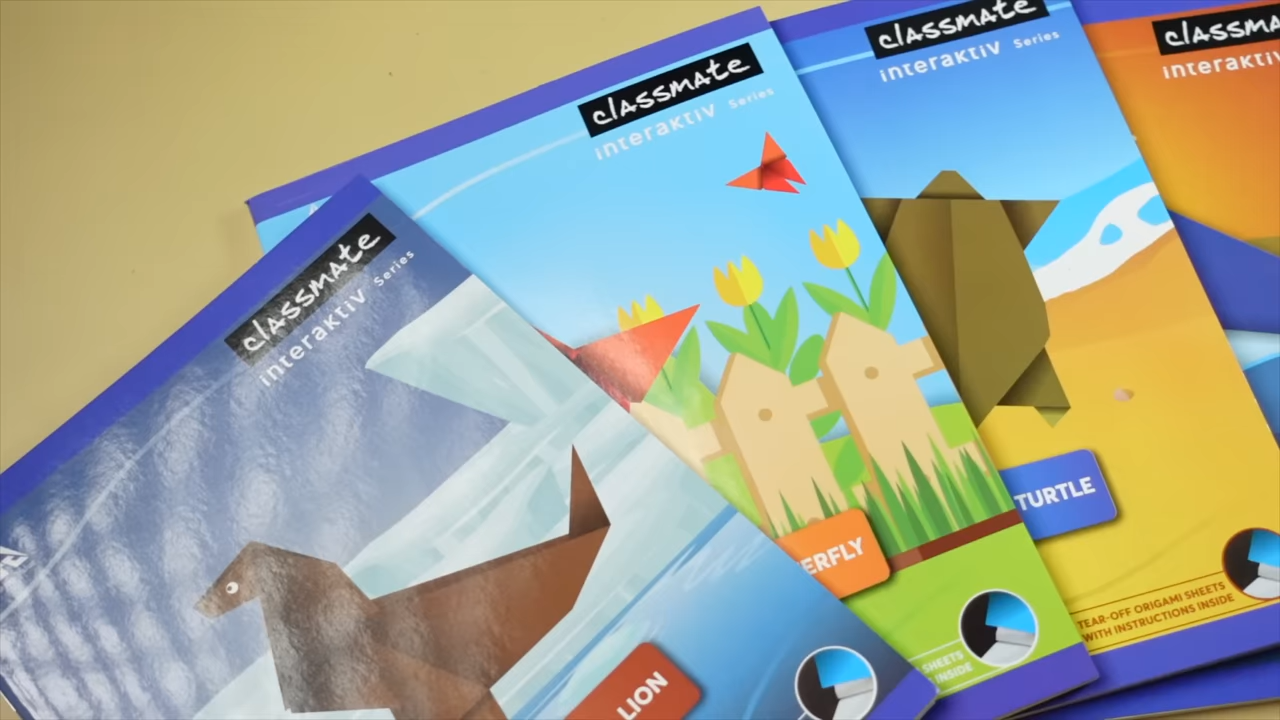 classmate
interaktiv Series
LION
classmate
interaktiv Series
ERFLY
SHEETS
INSIDE
classmate
interaktiv Series
TURTLE
TEAR-OFF ORIGAMI SHEETS
WITH INSTRUCTIONS INSIDE
classma
interaktiv